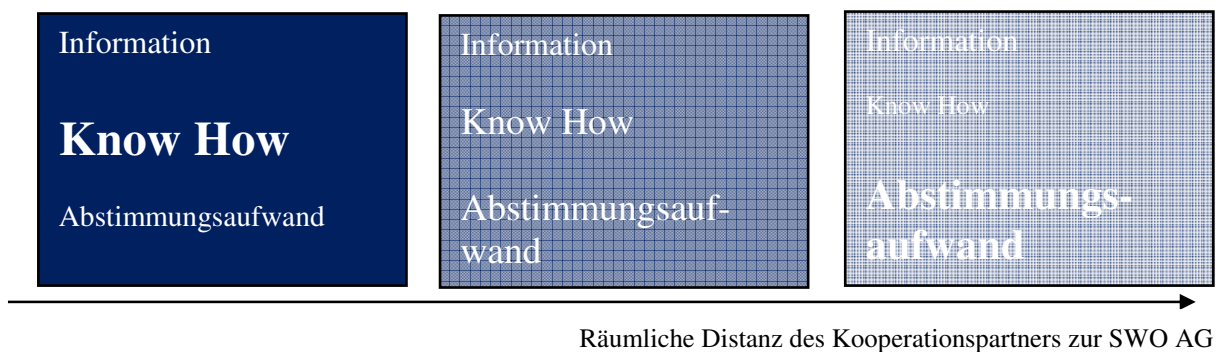 Information
Know How
Abstimmungsaufwand
Information
Know How
Abstimmungsauf-
wand
Information
Know How
Abstimmungs-
aufwand
Räumliche Distanz des Kooperationspartners zur SWO AG